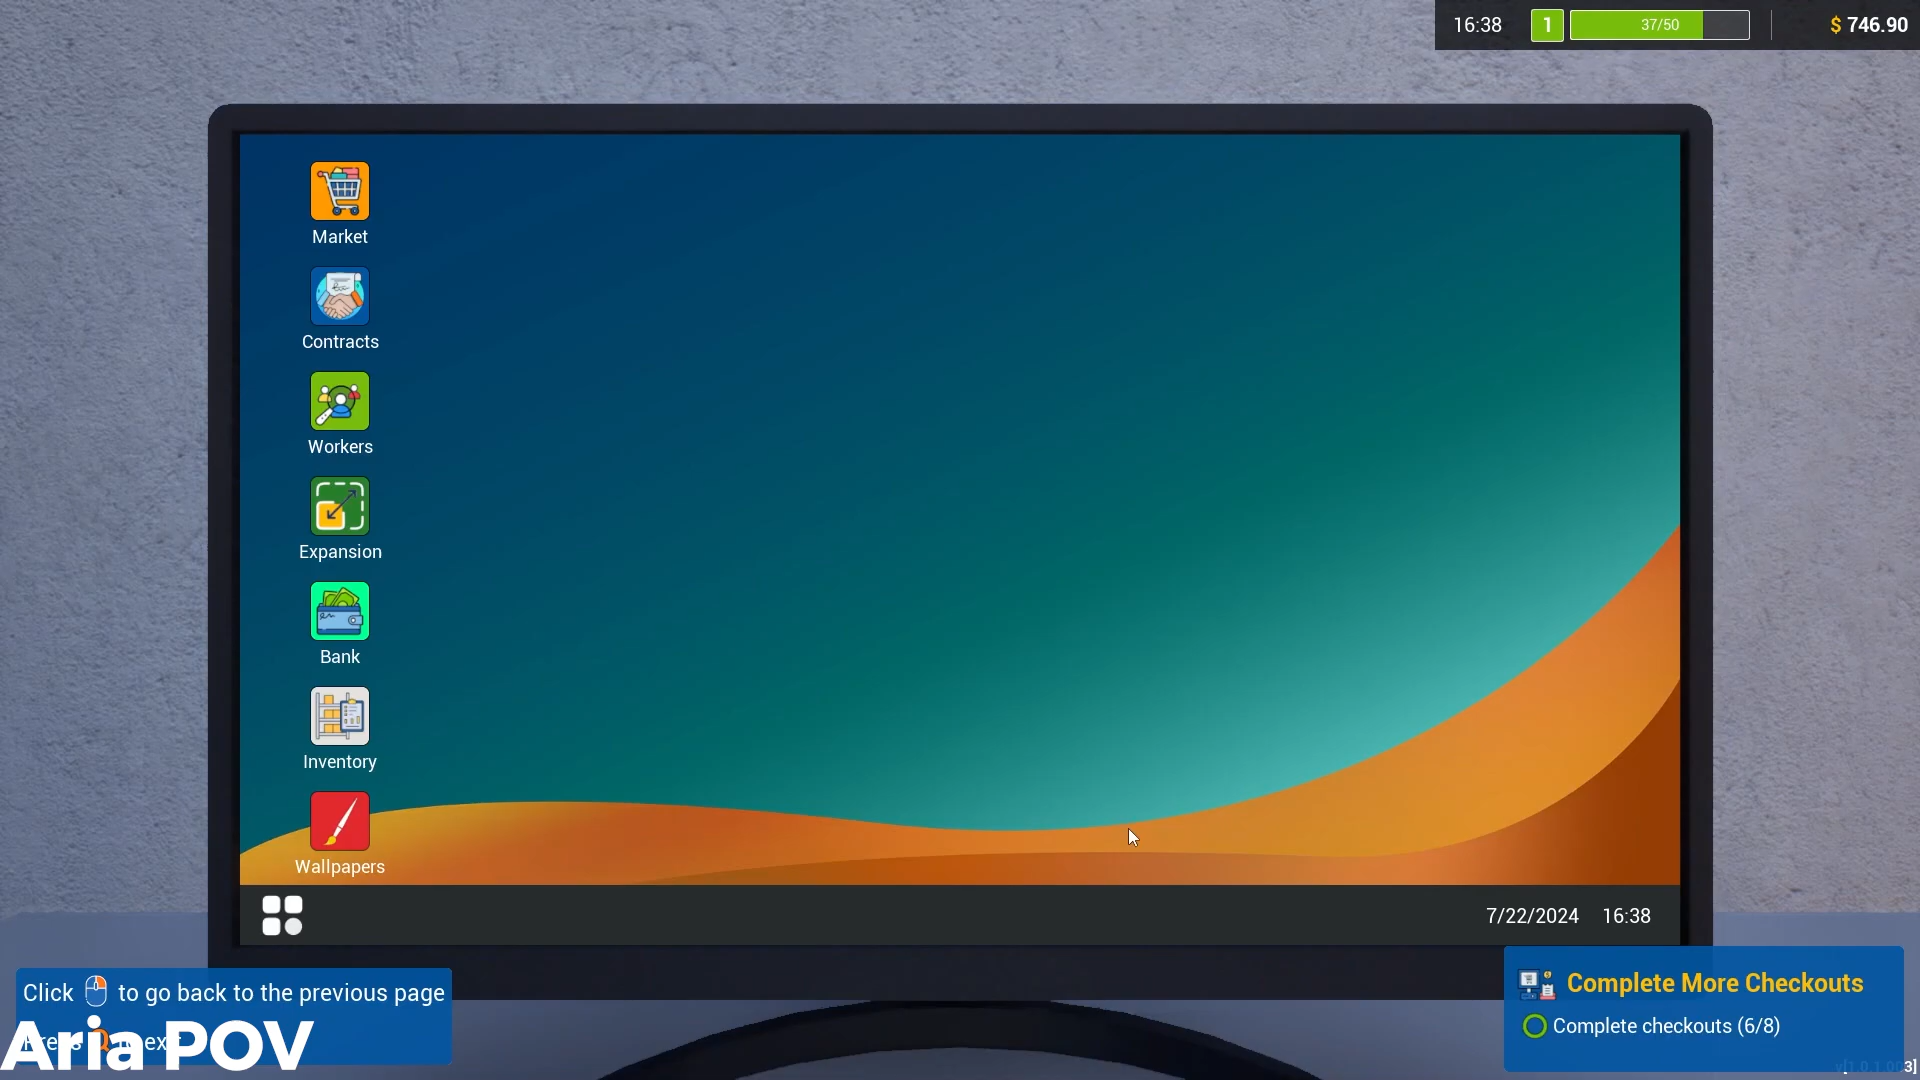 16:38 1 37/50 $ 746.90
Market
Contracts
Workers
Expansion
Bank
Inventory
Wallpapers
7/22/2024 16:38
Click to go back to the previous page
Aria POV
Complete More Checkouts
Complete checkouts (6/8)